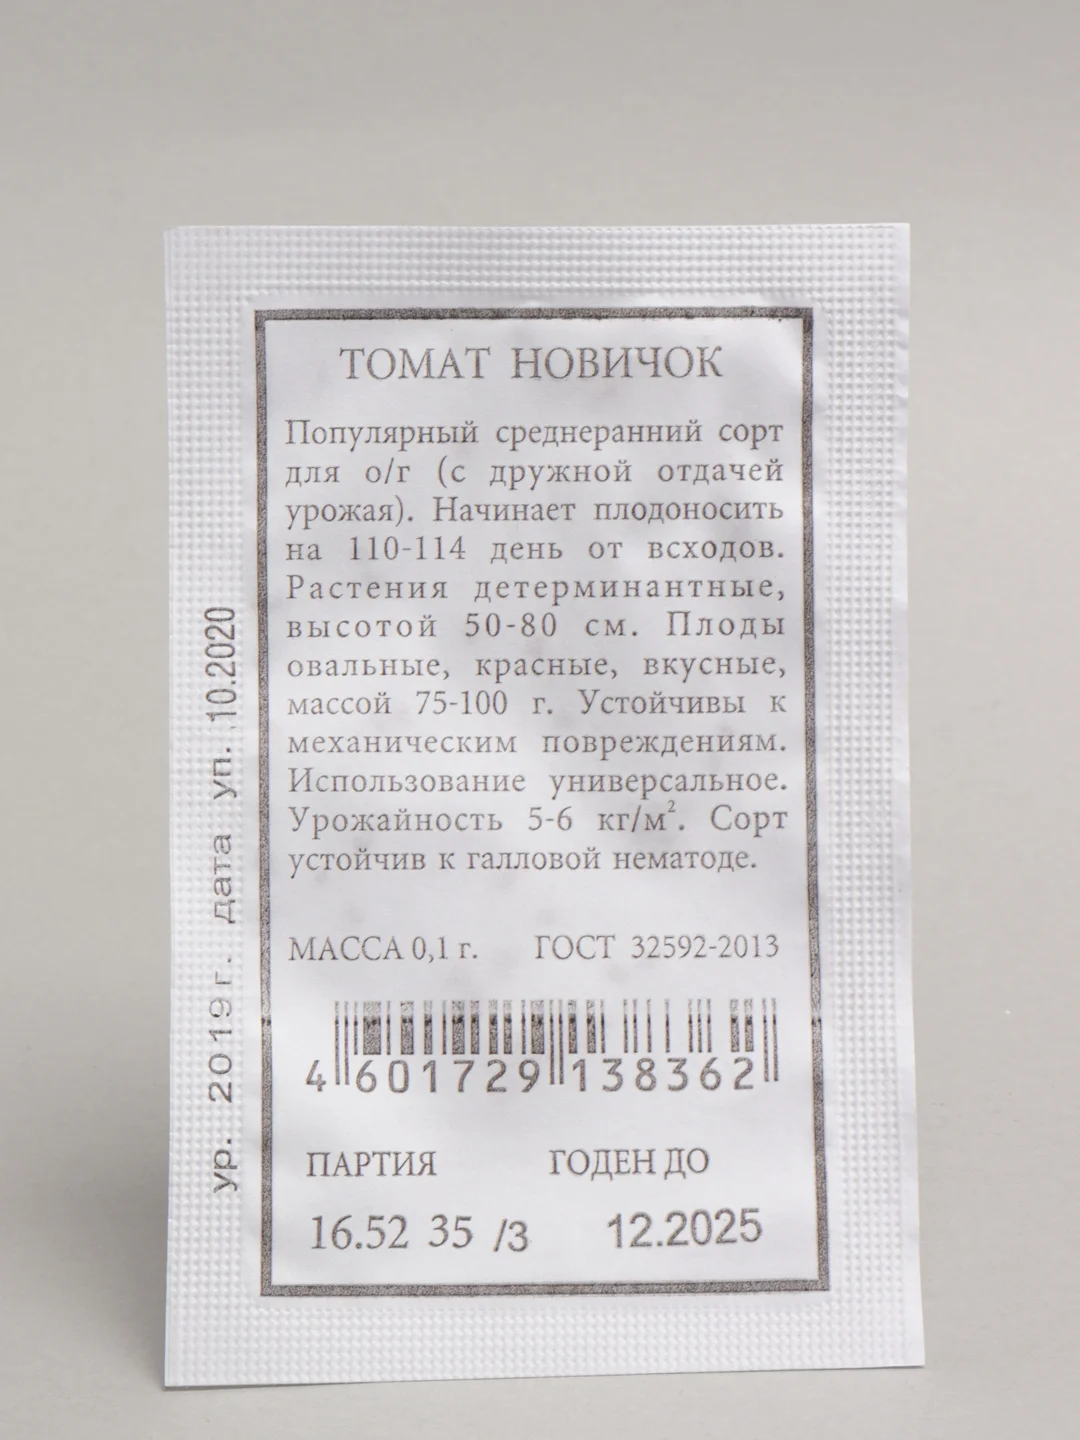 ТОМАТ НОВИЧОК
Популярный среднеранний сорт
для о/г (с дружной отдачей
урожая). Начинает плодоносить
на 110-114 день от всходов.
Растения детерминантные,
высотой 50-80 см. Плоды
овальные, красные, вкусные,
массой 75-100 г. Устойчивы к
механическим повреждениям.
Использование универсальное.
Урожайность 5-6 кг/м². Сорт
устойчив к галловой нематоде.
МАССА 0,1 г. ГОСТ 32592-2013
4 601729 138362
ПАРТИЯ ГОДЕН ДО
16.52 35 /3 12.2025
ур. 2019 г. дата уп. 10.2020